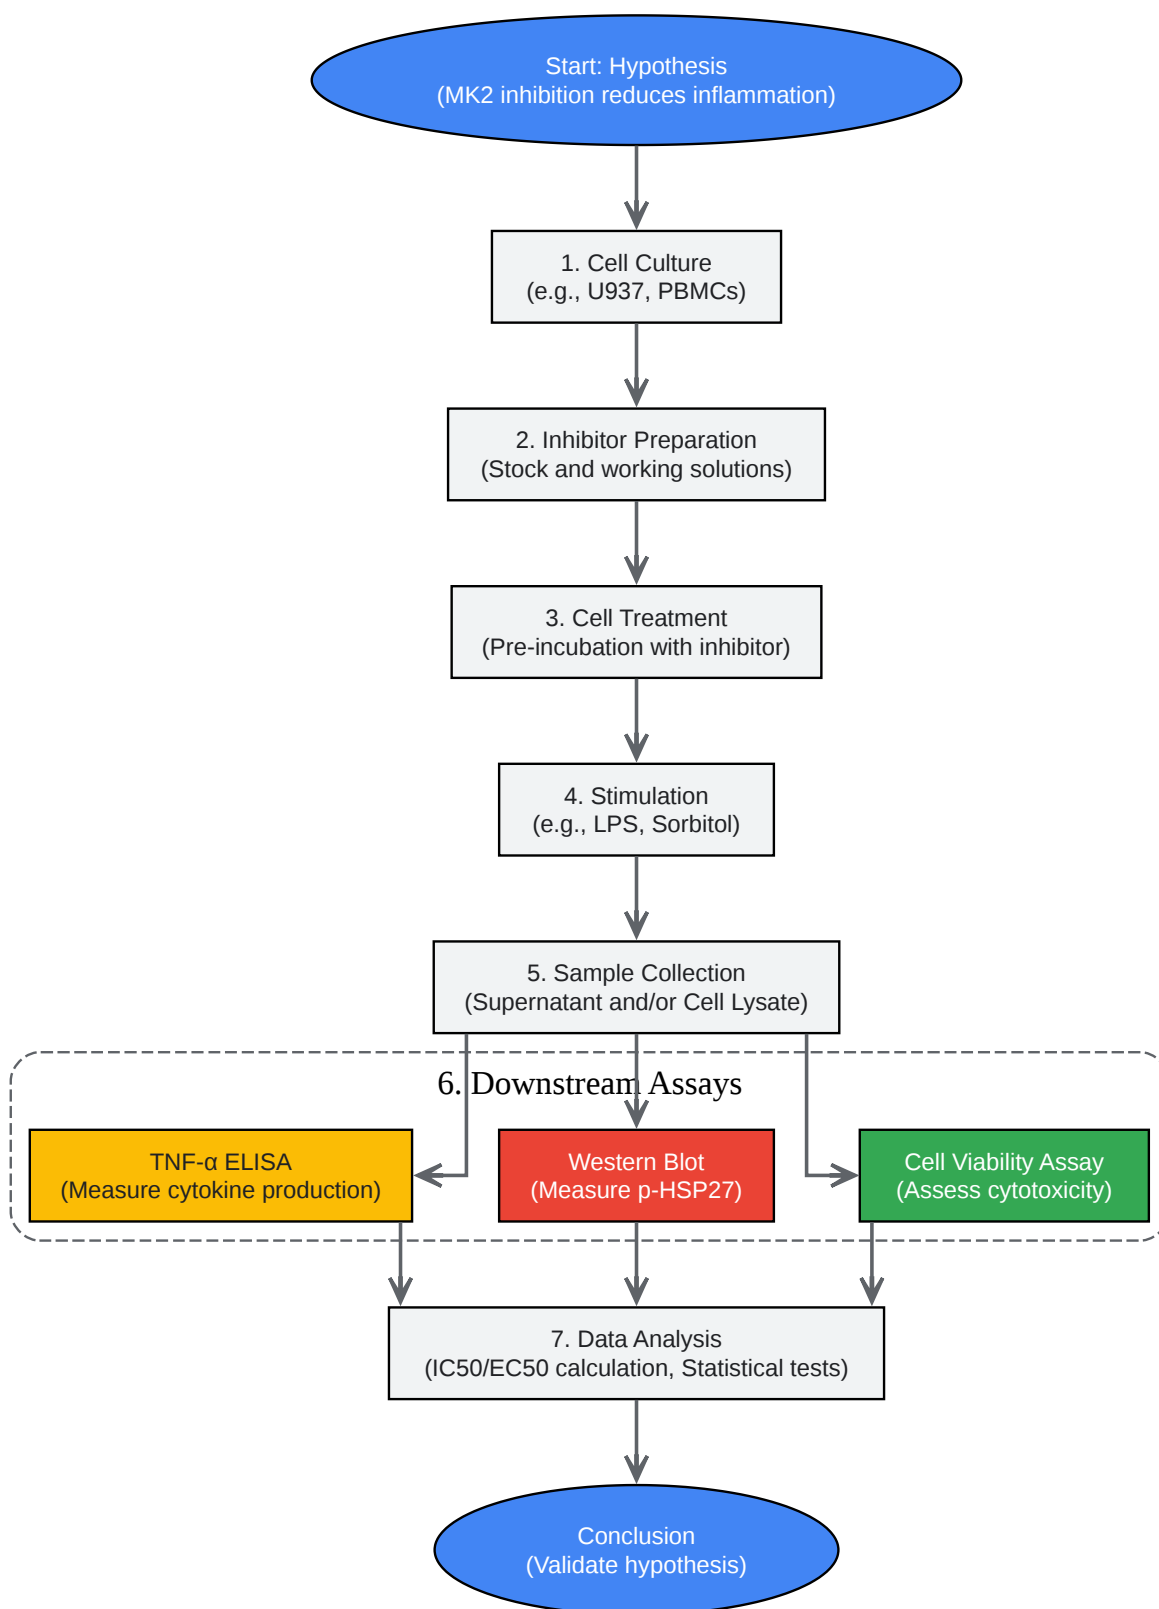 Start: Hypothesis
(MK2 inhibition reduces inflammation)
1. Cell Culture
(e.g., U937, PBMCs)
2. Inhibitor Preparation
(Stock and working solutions)
3. Cell Treatment
(Pre-incubation with inhibitor)
4. Stimulation
(e.g., LPS, Sorbitol)
5. Sample Collection
(Supernatant and/or Cell Lysate)
6. Downstream Assays
TNF-α ELISA
(Measure cytokine production)
Western Blot
(Measure p-HSP27)
Cell Viability Assay
(Assess cytotoxicity)
7. Data Analysis
(IC50/EC50 calculation, Statistical tests)
Conclusion
(Validate hypothesis)